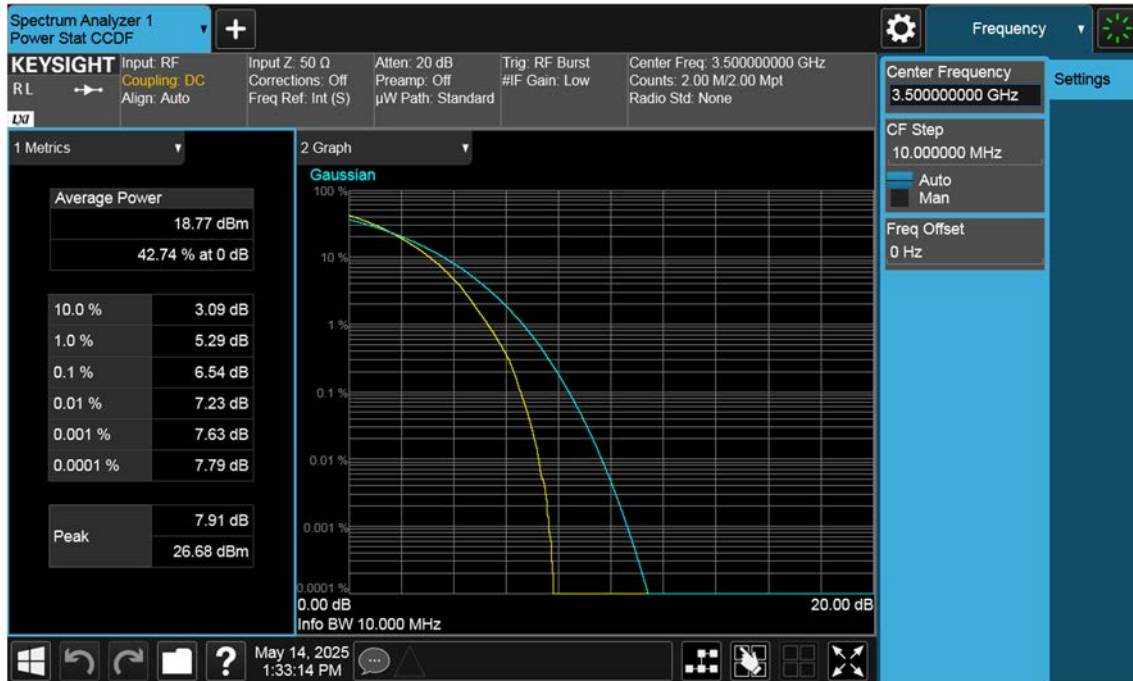 Spectrum Analyzer 1
Power Stat CCDF
Frequency
KEYSIGHT
RL
LXI
Input: RF
Coupling: DC
Align: Auto
Input Z: 50 Ω
Corrections: Off
Freq Ref: Int (S)
Atten: 20 dB
Preamp: Off
µW Path: Standard
Trig: RF Burst
#IF Gain: Low
Center Freq: 3.500000000 GHz
Counts: 2.00 M/2.00 Mpt
Radio Std: None
Center Frequency
3.500000000 GHz
Settings
CF Step
10.000000 MHz
Auto
Man
Freq Offset
0 Hz
1 Metrics
Average Power
18.77 dBm
42.74 % at 0 dB
10.0 % 3.09 dB
1.0 % 5.29 dB
0.1 % 6.54 dB
0.01 % 7.23 dB
0.001 % 7.63 dB
0.0001 % 7.79 dB
Peak
7.91 dB
26.68 dBm
2 Graph
Gaussian
100 %
10 %
1 %
0.1 %
0.01 %
0.001 %
0.0001 %
0.00 dB 20.00 dB
Info BW 10.000 MHz
?
May 14, 2025
1:33:14 PM